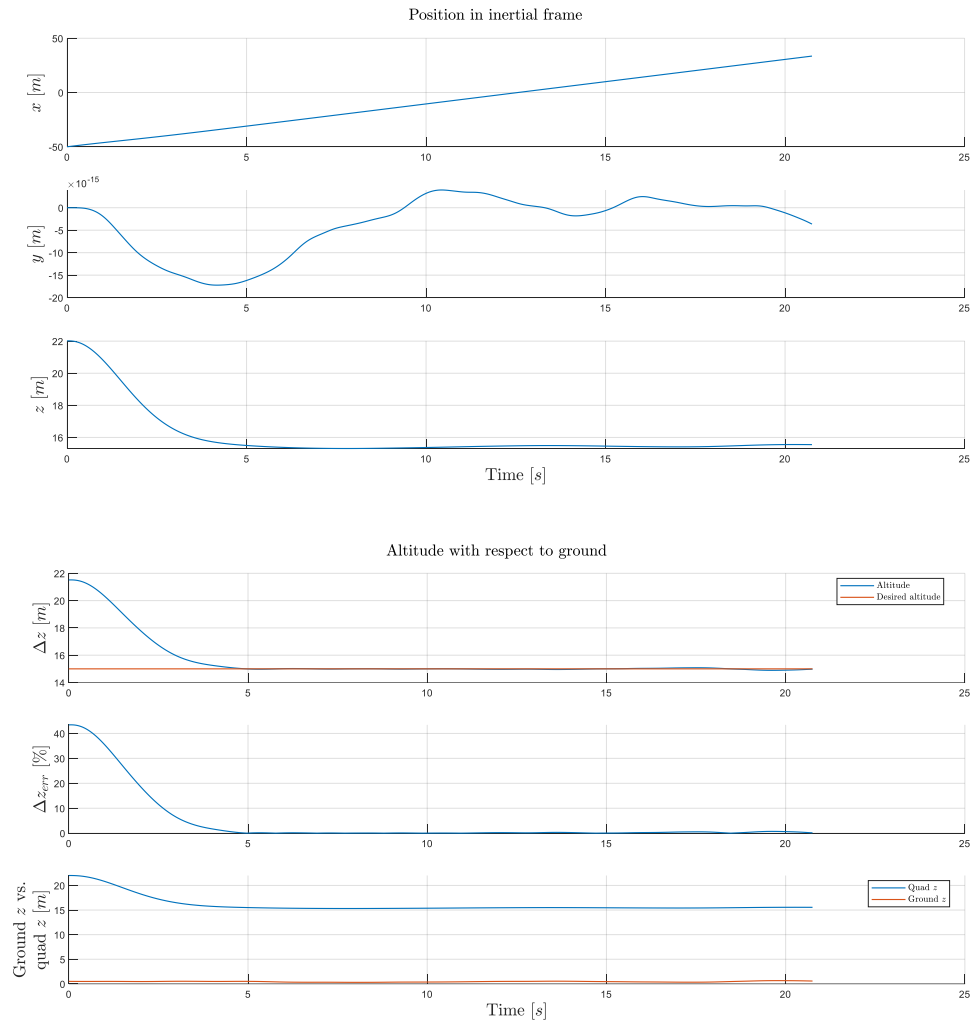 Position in inertial frame
50
0
-50
x [m]
0 5 10 15 20 25
×10^-15
0
-5
-10
-15
-20
y [m]
0 5 10 15 20 25
22
20
18
16
z [m]
0 5 10 15 20 25
Time [s]
Altitude with respect to ground
22
20
18
16
14
Δz [m]
Altitude
Desired altitude
0 5 10 15 20 25
40
30
20
10
0
Δz_err [%]
0 5 10 15 20 25
20
15
10
5
0
Ground z vs.
quad z [m]
Quad z
Ground z
0 5 10 15 20 25
Time [s]